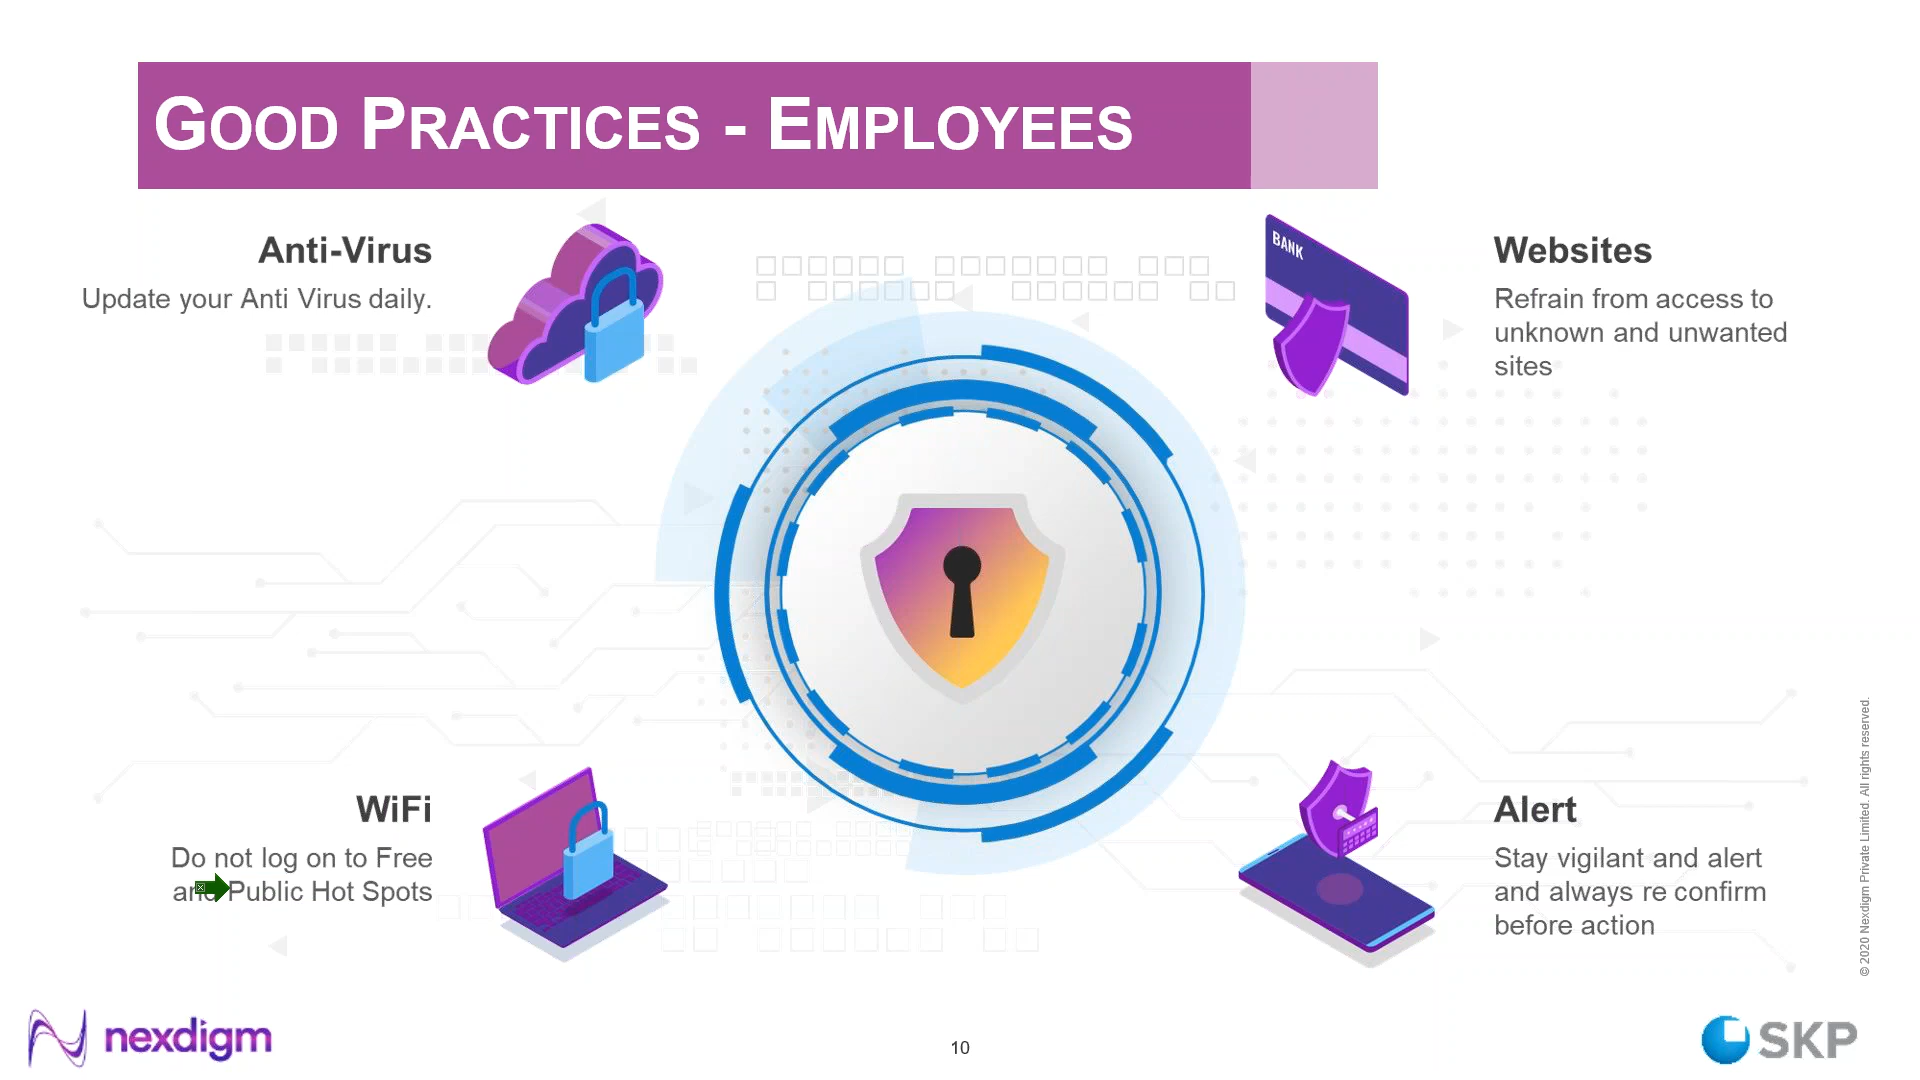 GOOD PRACTICES - EMPLOYEES
Anti-Virus
Update your Anti Virus daily.
BANK
Websites
Refrain from access to
unknown and unwanted
sites
WiFi
Do not log on to Free
and Public Hot Spots
Alert
Stay vigilant and alert
and always re confirm
before action
© 2020 Nexdigm Private Limited. All rights reserved.
nexdigm
10
SKP